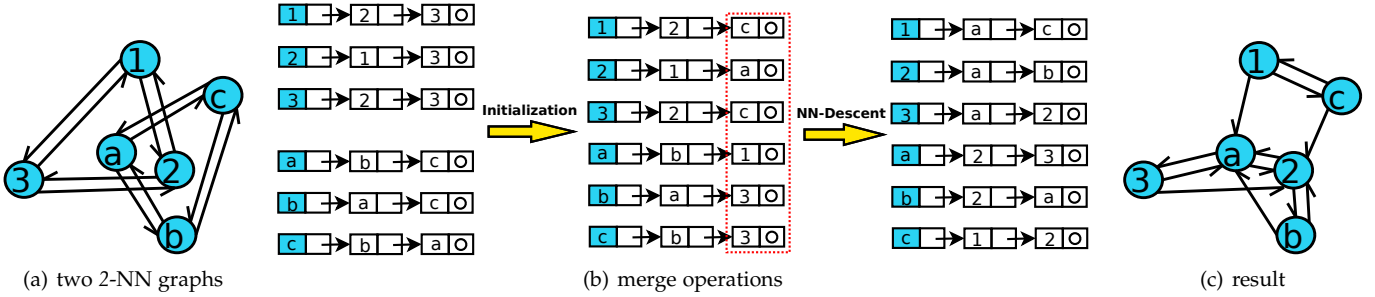 1
c
a
2
3
b
(a) two 2-NN graphs
1 2 3
2 1 3
3 2 3
a b c
b a c
c b a
Initialization
1 2 c
2 1 a
3 2 c
a b 1
b a 3
c b 3
NN-Descent
1 a c
2 a b
3 a 2
a 2 3
b 2 a
c 1 2
(b) merge operations
1
c
a
2
3
b
(c) result